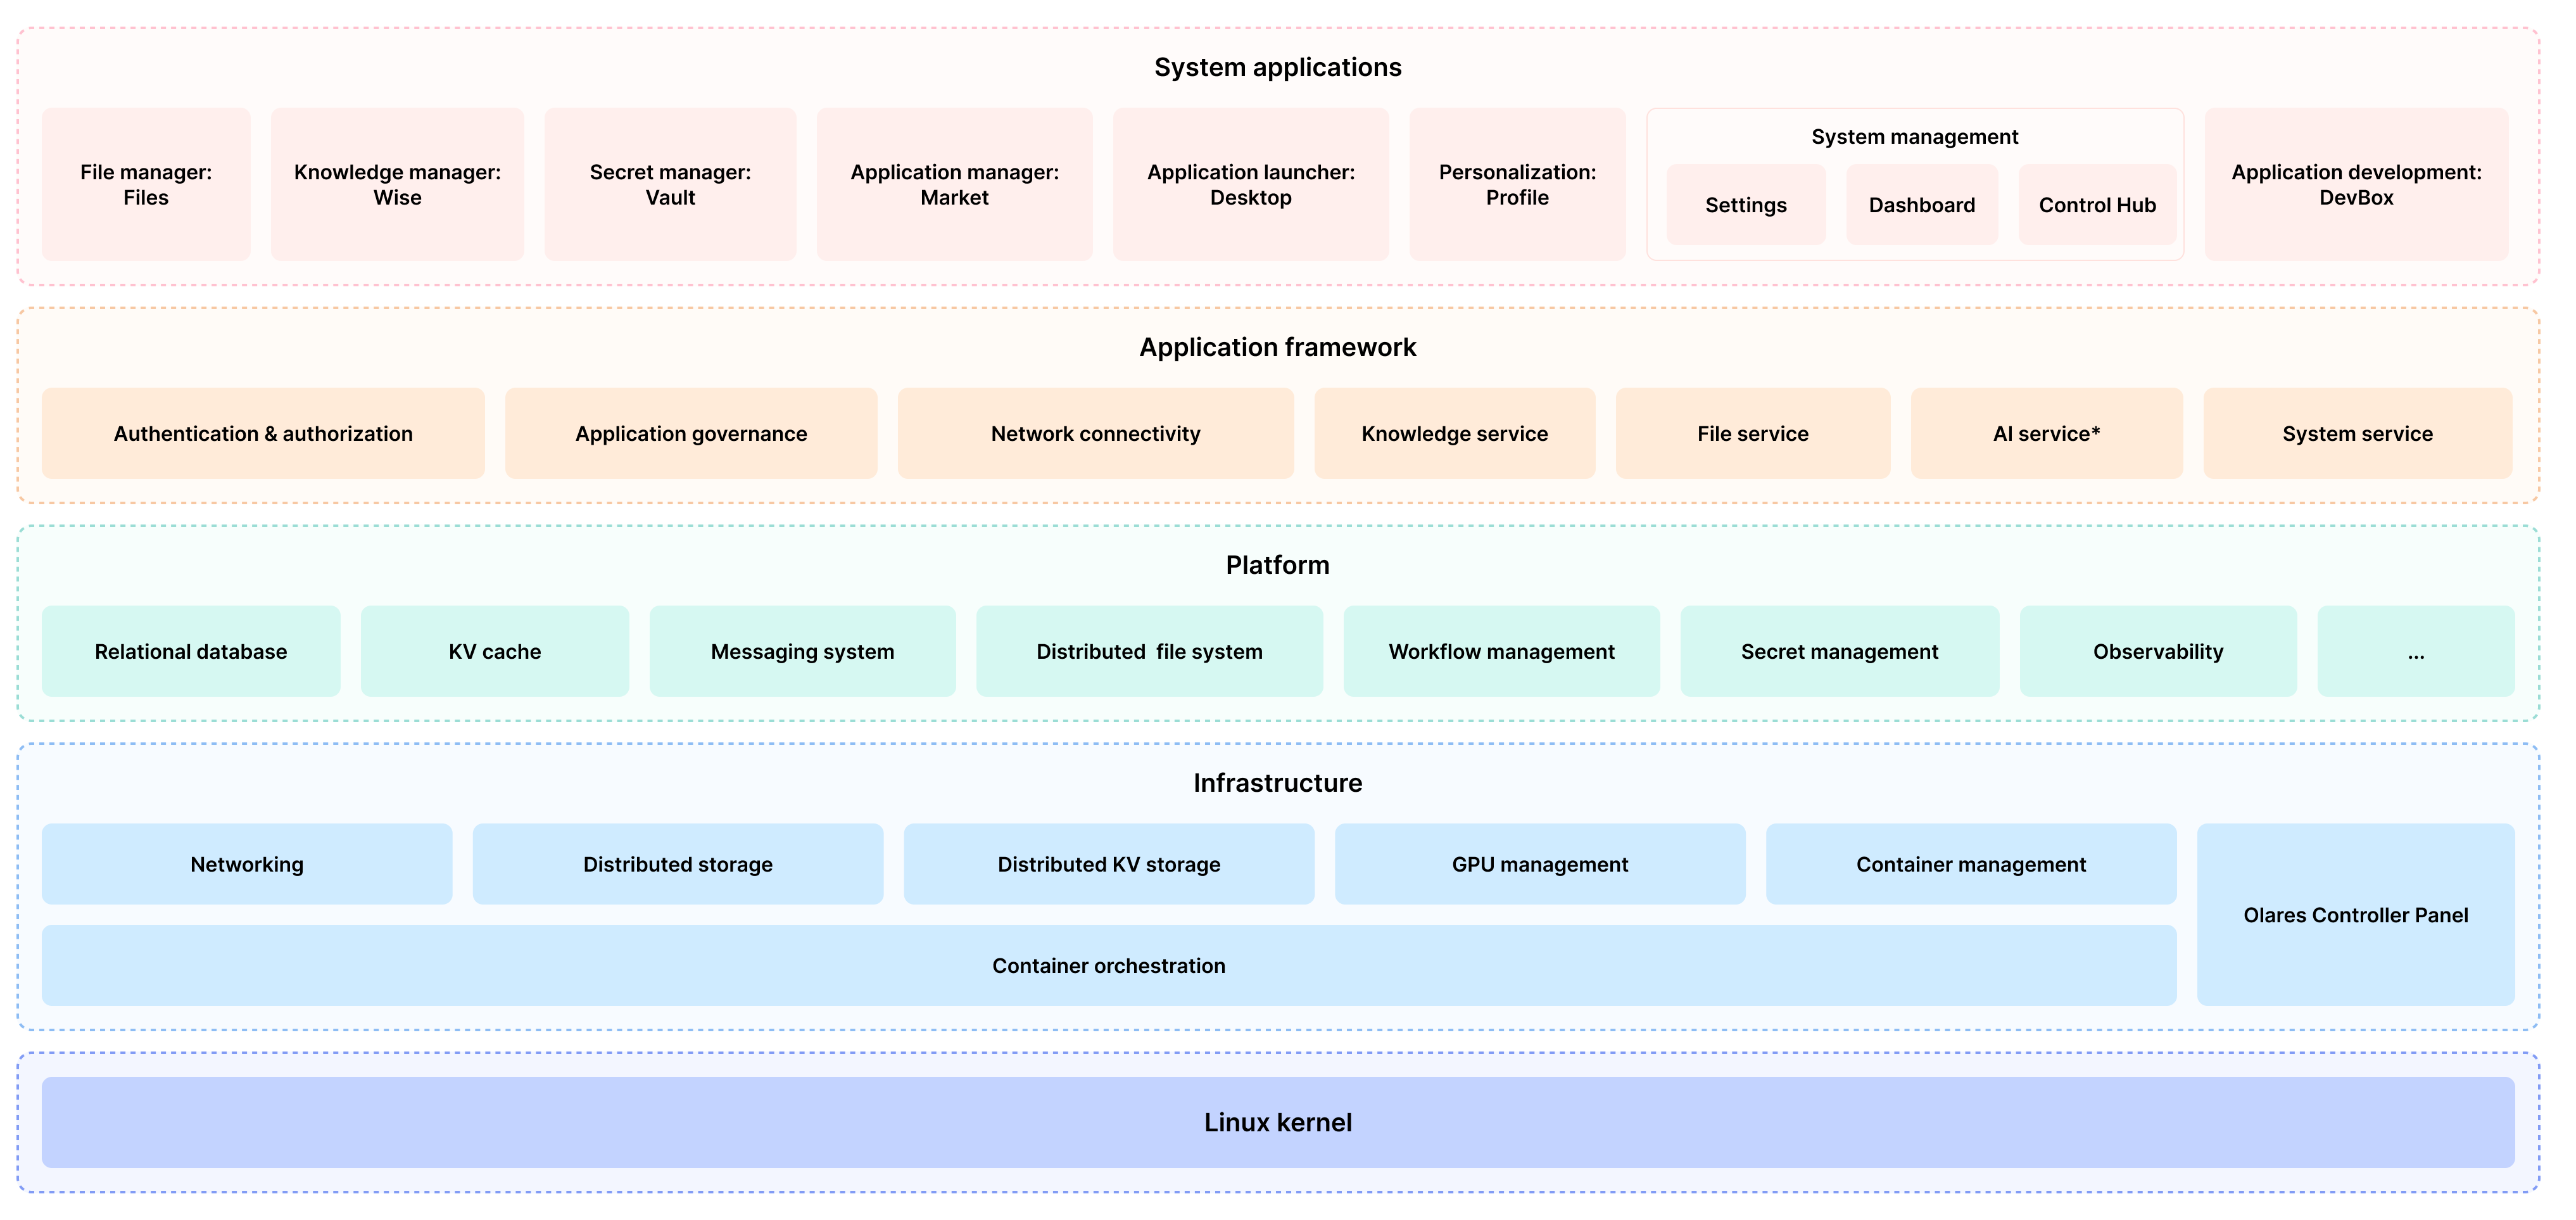 System applications
File manager:
Files
Knowledge manager:
Wise
Secret manager:
Vault
Application manager:
Market
Application launcher:
Desktop
Personalization:
Profile
System management
Settings
Dashboard
Control Hub
Application development:
DevBox
Application framework
Authentication & authorization
Application governance
Network connectivity
Knowledge service
File service
AI service*
System service
Platform
Relational database
KV cache
Messaging system
Distributed  file system
Workflow management
Secret management
Observability
...
Infrastructure
Networking
Distributed storage
Distributed KV storage
GPU management
Container management
Olares Controller Panel
Container orchestration
Linux kernel